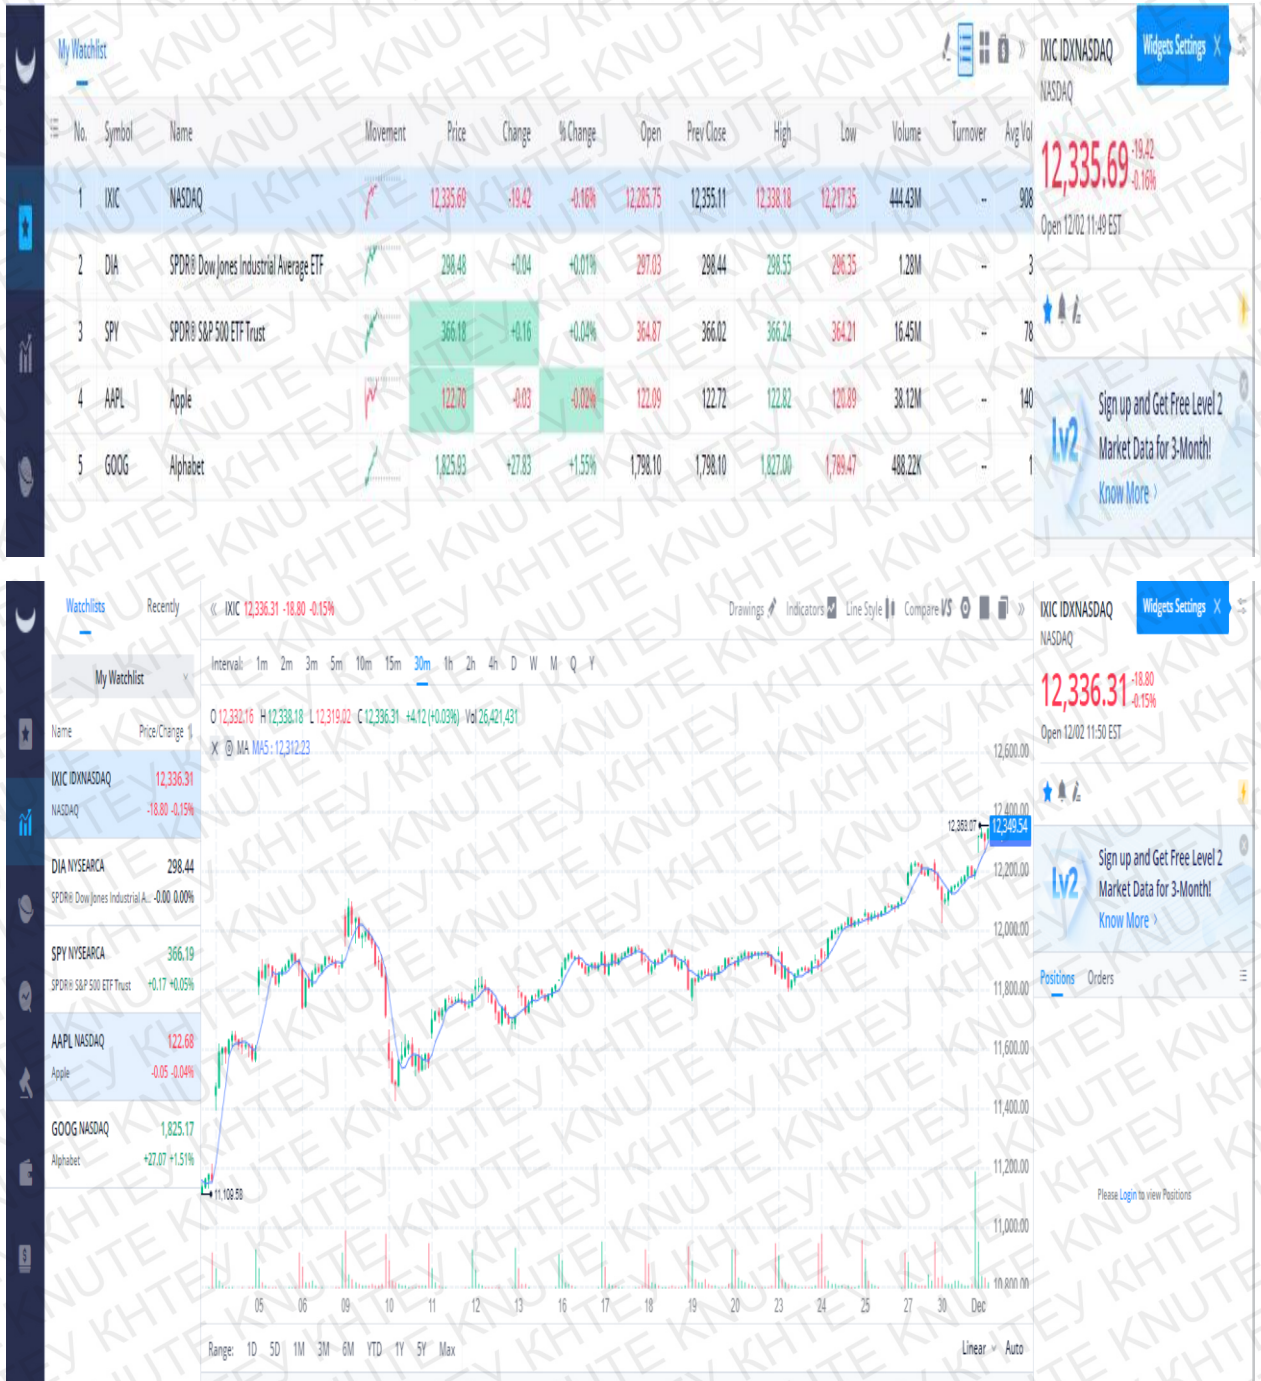 My Watchlist
No. Symbol Name Movement Price Change % Change Open Prev Close High Low Volume Turnover Avg Vol
1 IXIC NASDAQ 12,335.69 -19.42 -0.16% 12,285.75 12,355.11 12,338.18 12,217.35 444.43M -- 908
2 DIA SPDR® Dow Jones Industrial Average ETF 298.48 +0.04 +0.01% 297.03 298.44 298.55 296.35 1.28M -- 3
3 SPY SPDR® S&P 500 ETF Trust 366.18 +0.16 +0.04% 364.87 366.02 366.24 364.21 16.45M -- 78
4 AAPL Apple 122.70 -0.03 -0.02% 122.09 122.72 122.82 120.89 38.12M -- 140
5 GOOG Alphabet 1,825.93 +27.83 +1.55% 1,798.10 1,798.10 1,827.00 1,789.47 488.22K -- 1
IXIC IDXNASDAQ
Widgets Settings X
NASDAQ
12,335.69 -19.42
-0.16%
Open 12/02 11:49 EST
Lv2
Sign up and Get Free Level 2
Market Data for 3-Month!
Know More >
Watchlists Recently
My Watchlist
Name Price/Change
IXIC IDXNASDAQ 12,336.31
NASDAQ -18.80 -0.15%
DIA NYSEARCA 298.44
SPDR® Dow Jones Industrial A... -0.00 0.00%
SPY NYSEARCA 366.19
SPDR® S&P 500 ETF Trust +0.17 +0.05%
AAPL NASDAQ 122.68
Apple -0.05 -0.04%
GOOG NASDAQ 1,825.17
Alphabet +27.07 +1.51%
IXIC 12,336.31 -18.80 -0.15%
Drawings Indicators Line Style Compare VS
Interval: 1m 2m 3m 5m 10m 15m 30m 1h 2h 4h D W M Q Y
O 12,332.16 H 12,338.18 L 12,319.02 C 12,336.31 +4.12 (+0.03%) Vol 26,421,431
MA MA5 : 12,312.23
12,600.00
12,400.00
12,353.07
12,349.54
12,200.00
12,000.00
11,800.00
11,600.00
11,400.00
11,200.00
11,109.58
11,000.00
10,800.00
05 06 09 10 11 12 13 16 17 18 19 20 23 24 25 27 30 Dec
Range: 1D 5D 1M 3M 6M YTD 1Y 5Y Max
Linear Auto
IXIC IDXNASDAQ
Widgets Settings X
NASDAQ
12,336.31 -18.80
-0.15%
Open 12/02 11:50 EST
Lv2
Sign up and Get Free Level 2
Market Data for 3-Month!
Know More >
Positions Orders
Please Login to view Positions